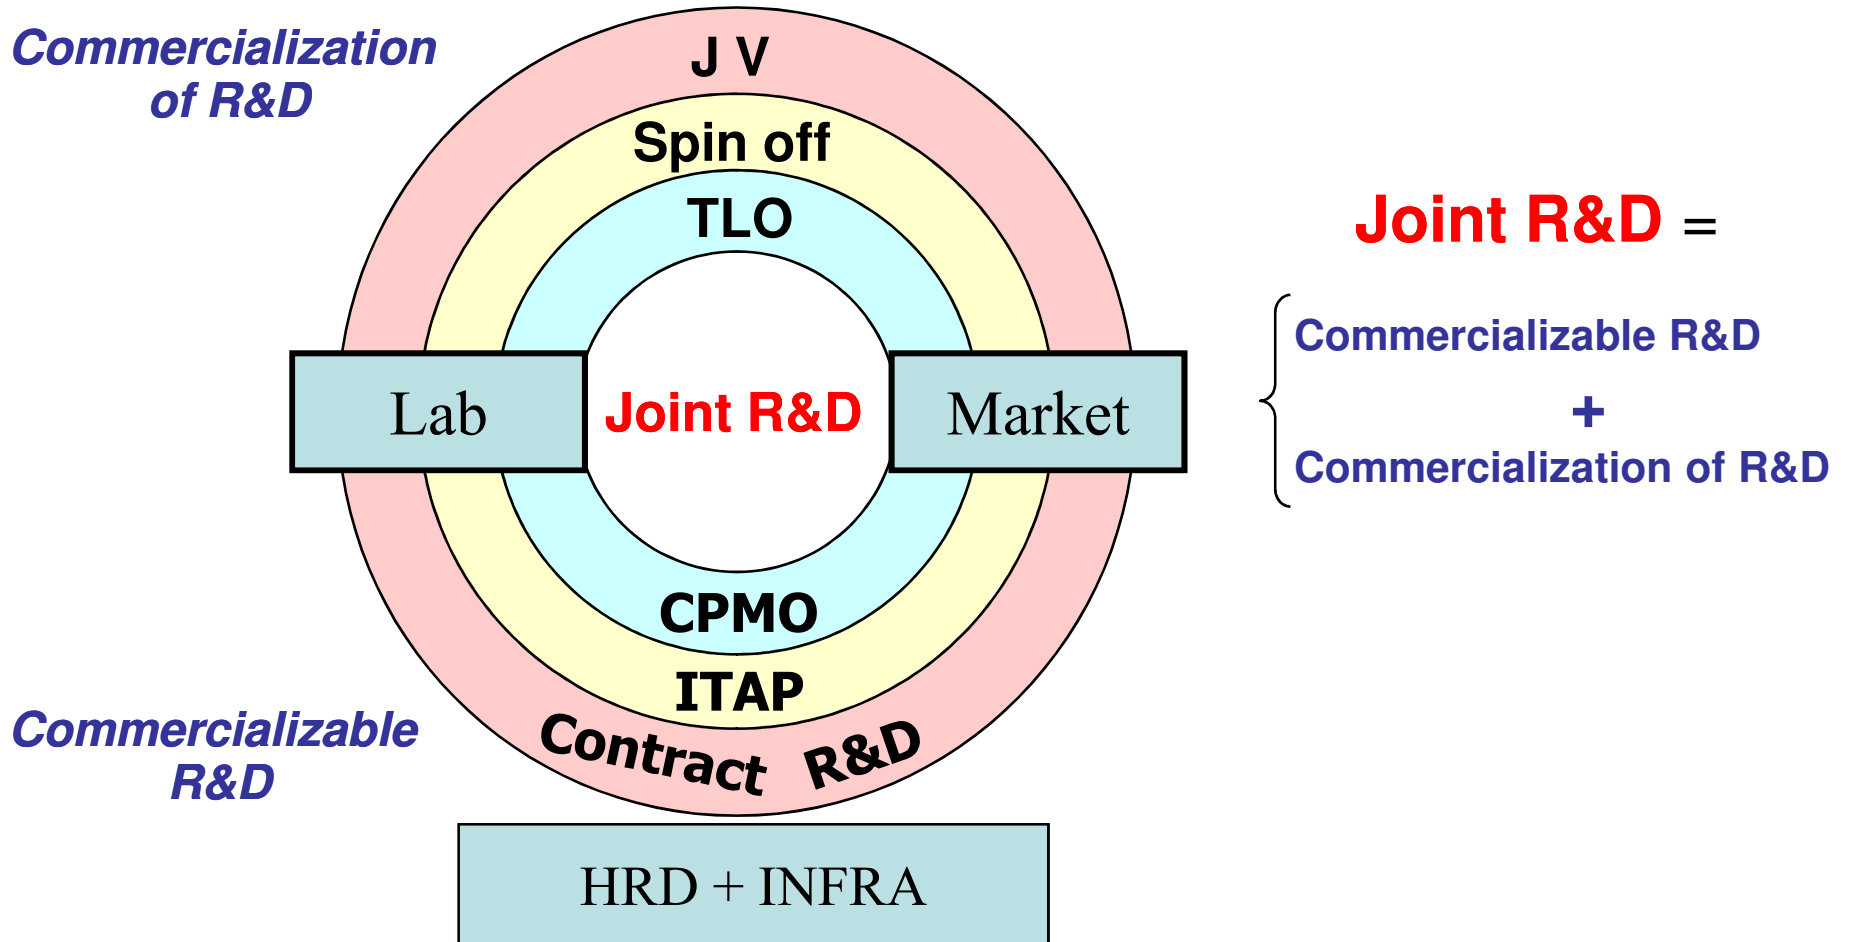 Commercialization
of R&D
J V
Spin off
TLO
Joint R&D =
Commercializable R&D
+
Commercialization of R&D
Lab
Joint R&D
Market
CPMO
ITAP
Contract R&D
Commercializable
R&D
HRD + INFRA